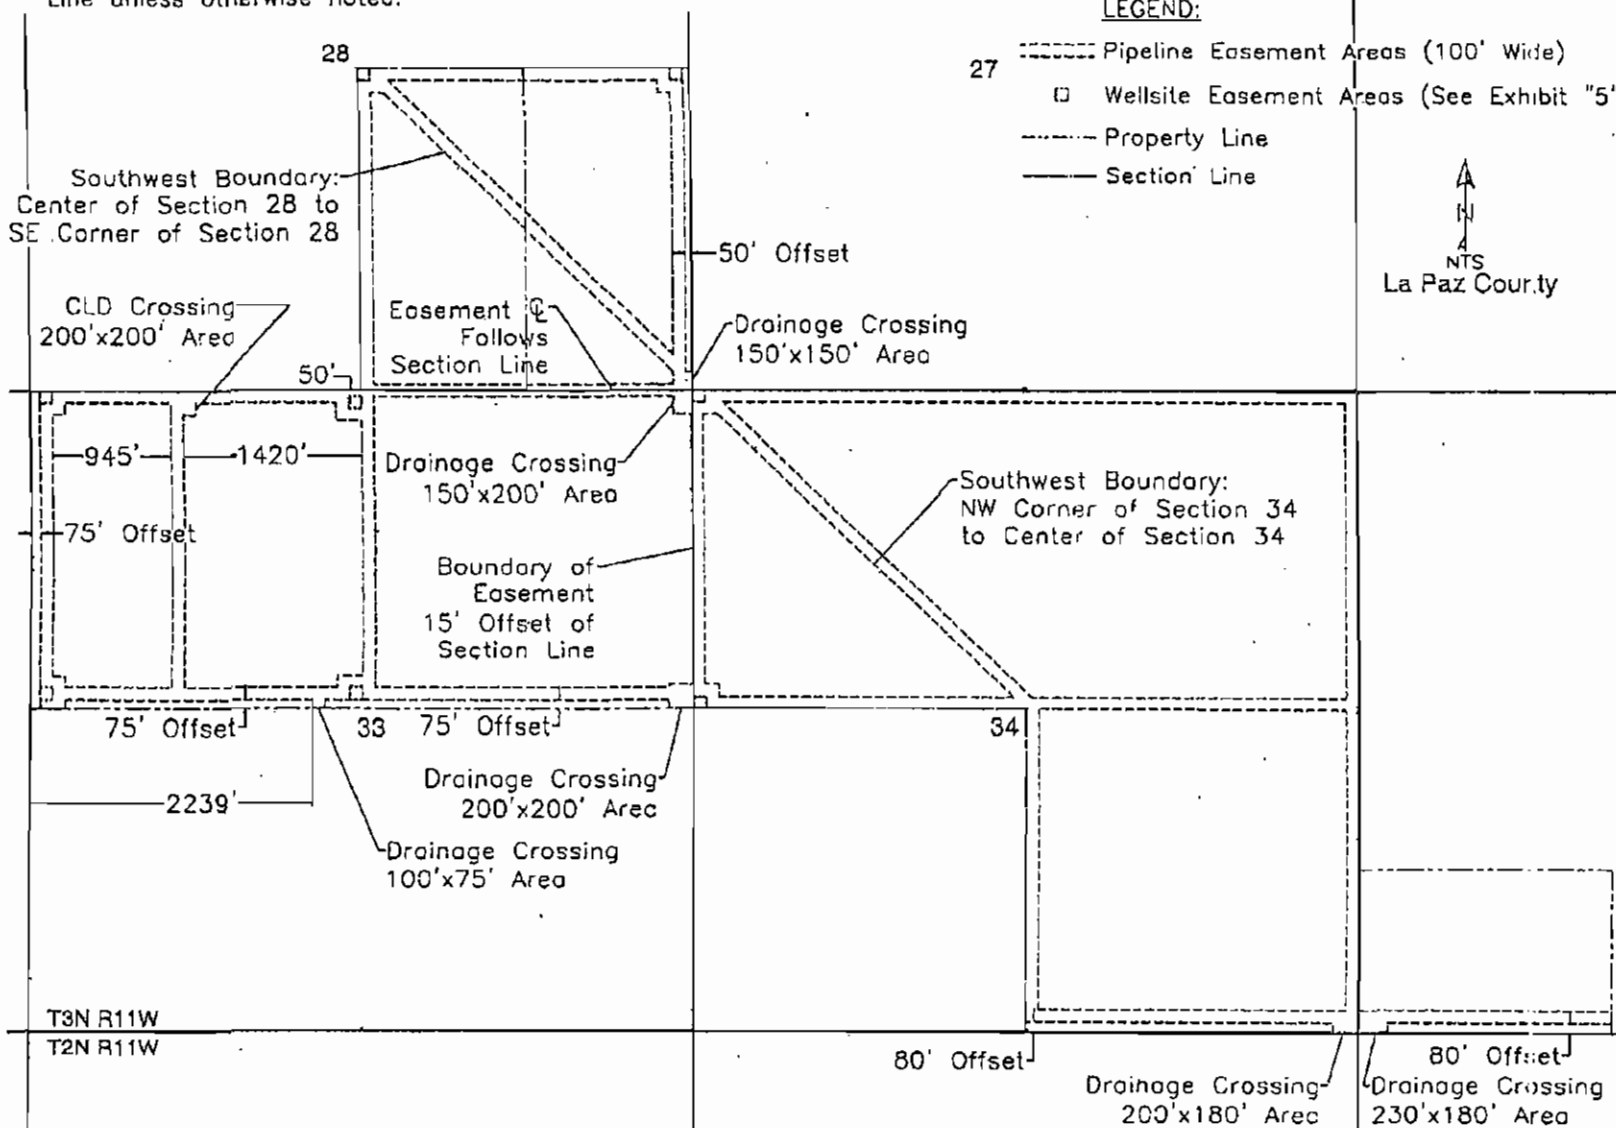 Line unless otherwise noted.
LEGEND:
Pipeline Easement Areas (100' Wide)
Wellsite Easement Areas (See Exhibit "5"
Property Line
Section Line
28
27
N
NTS
La Paz County
Southwest Boundary:
Center of Section 28 to
SE Corner of Section 28
50' Offset
CLD Crossing
200'x200' Area
Easement ℄
Follows
Section Line
Drainage Crossing
150'x150' Area
50'
945'
1420'
Drainage Crossing
150'x200' Area
Southwest Boundary:
NW Corner of Section 34
to Center of Section 34
75' Offset
Boundary of
Easement
15' Offset of
Section Line
75' Offset
33
75' Offset
34
Drainage Crossing
200'x200' Area
2239'
Drainage Crossing
100'x75' Area
T3N R11W
T2N R11W
80' Offset
80' Offset
Drainage Crossing
200'x180' Area
Drainage Crossing
230'x180' Area